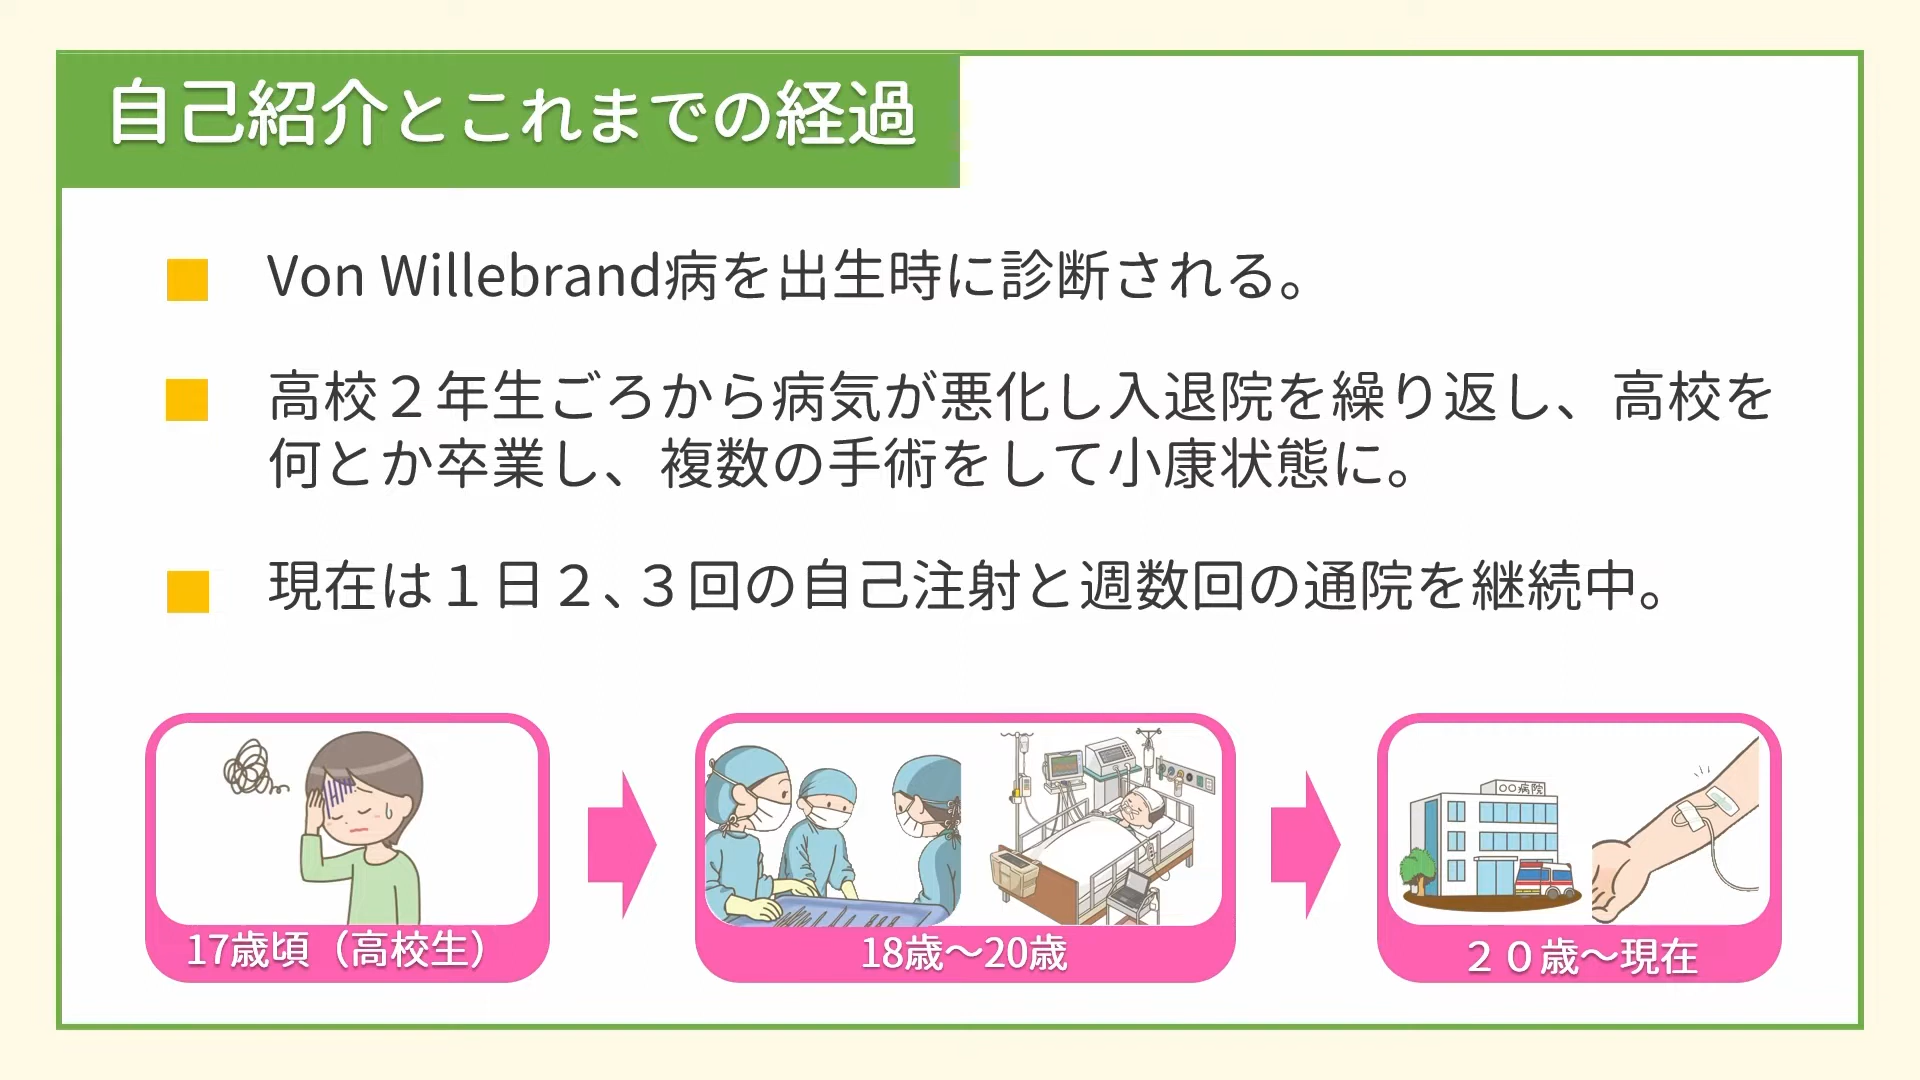 自己紹介とこれまでの経過
Von Willebrand病を出生時に診断される。
高校２年生ごろから病気が悪化し入退院を繰り返し、高校を
何とか卒業し、複数の手術をして小康状態に。
現在は１日２、３回の自己注射と週数回の通院を継続中。
○○病院
17歳頃（高校生）
18歳～20歳
２０歳～現在